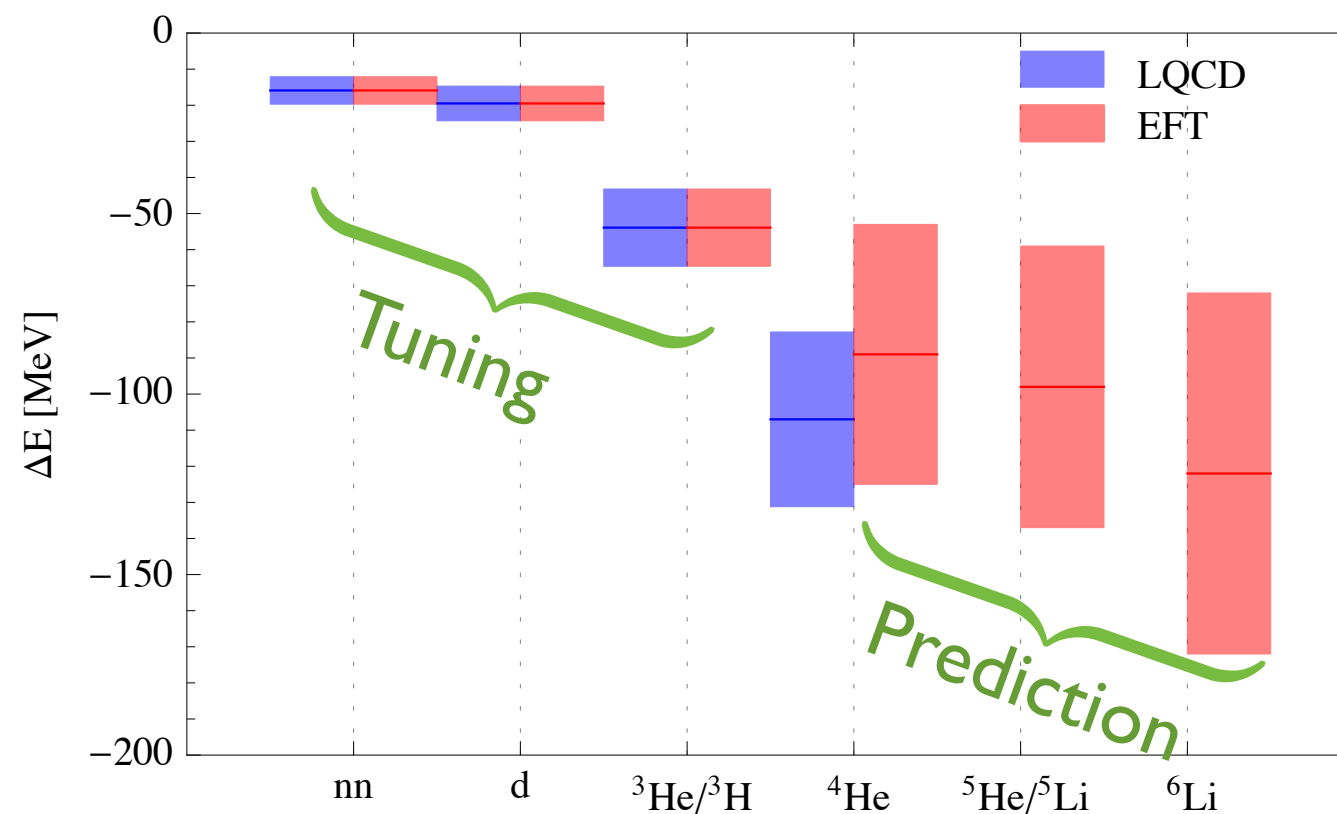 0
−50
−100
−150
−200
ΔE [MeV]
LQCD
EFT
Tuning
Prediction
nn
d
³He/³H
⁴He
⁵He/⁵Li
⁶Li